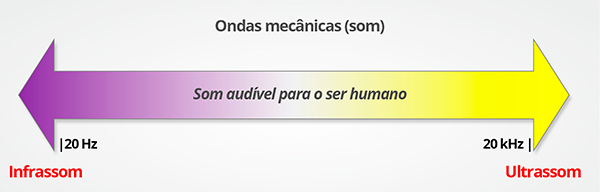 Ondas mecânicas (som)
Som audível para o ser humano
|20 Hz
20 kHz |
Infrassom
Ultrassom